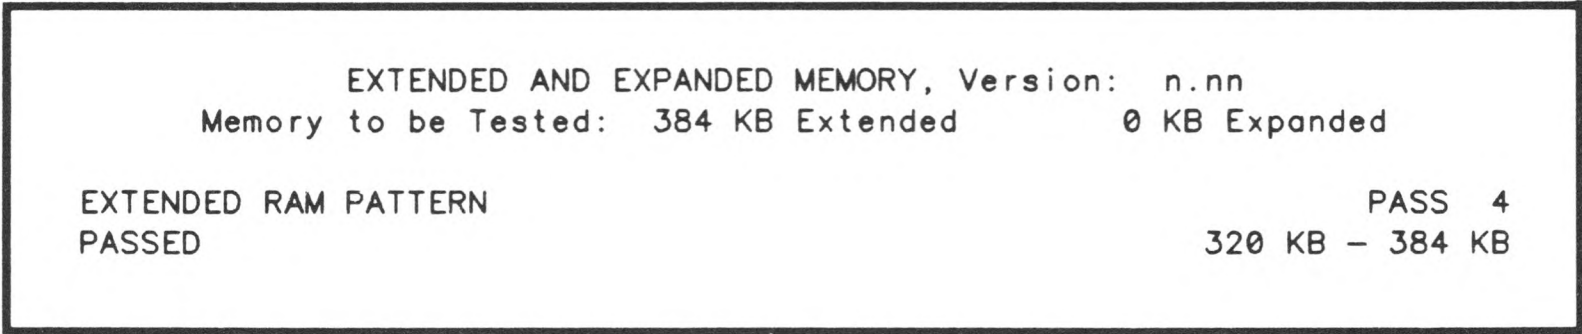 EXTENDED AND EXPANDED MEMORY, Version: n.nn
Memory to be Tested: 384 KB Extended 0 KB Expanded
EXTENDED RAM PATTERN PASS 4
PASSED 320 KB – 384 KB